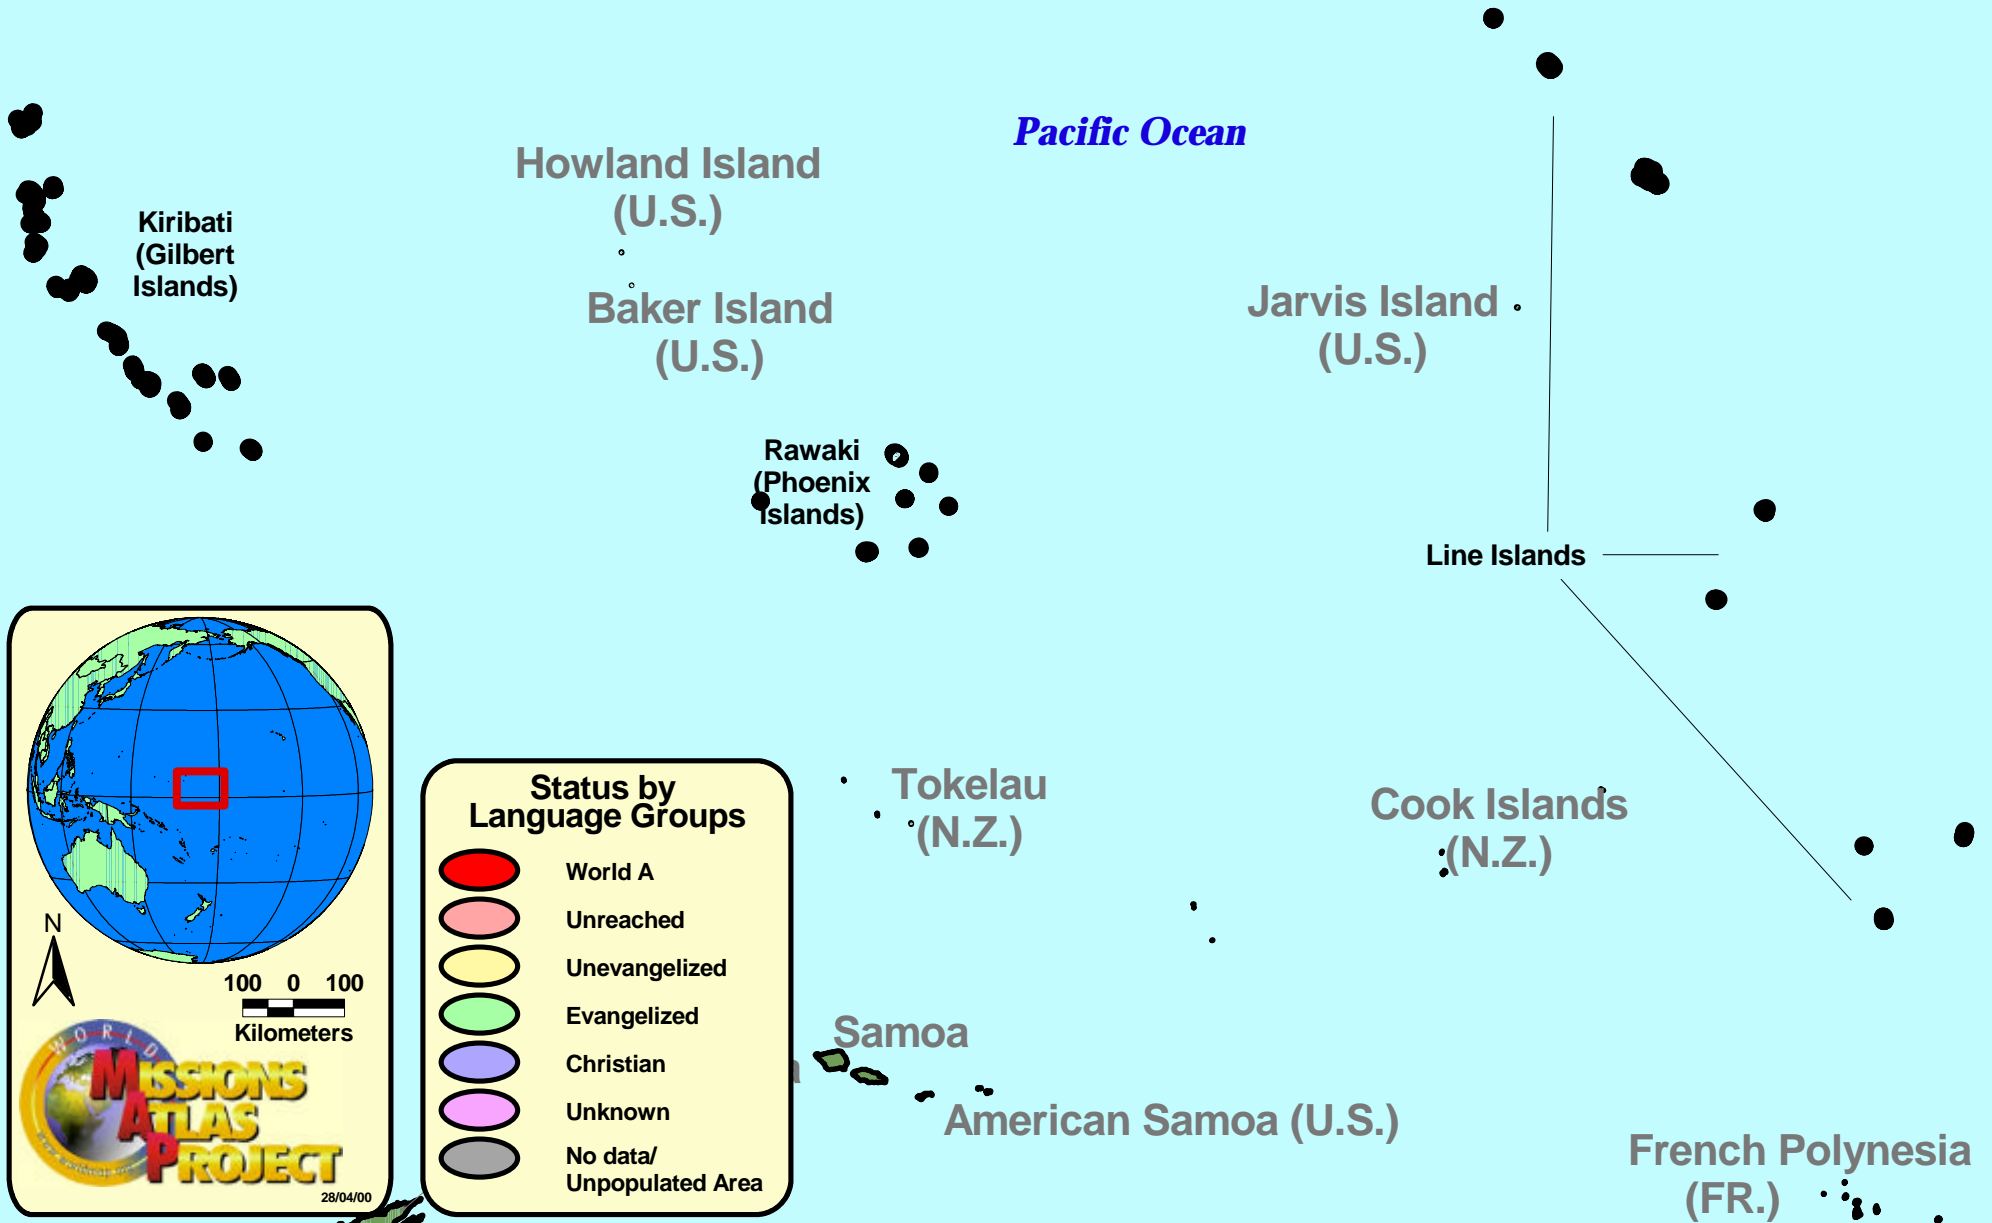 Pacific Ocean
Howland Island
(U.S.)
Kiribati
(Gilbert
Islands)
Baker Island
(U.S.)
Jarvis Island
(U.S.)
Rawaki
(Phoenix
Islands)
Line Islands
Tokelau
(N.Z.)
Cook Islands
(N.Z.)
Samoa
a
American Samoa (U.S.)
French Polynesia
(FR.)
N
100 0 100
Kilometers
WORLD
MISSIONS
ATLAS
PROJECT
28/04/00
Status by
Language Groups
World A
Unreached
Unevangelized
Evangelized
Christian
Unknown
No data/
Unpopulated Area